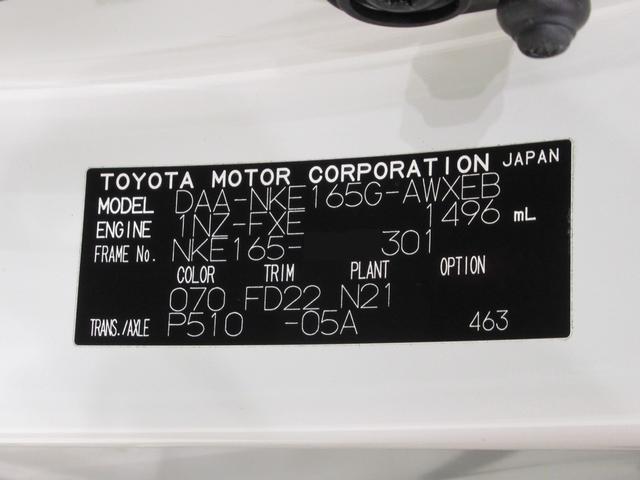 TOYOTA MOTOR CORPORATION JAPAN
MODEL DAA-NKE165G-AWXEB
ENGINE 1NZ-FXE 1496 mL
FRAME No. NKE165- 301
COLOR TRIM PLANT OPTION
070 FD22 N21
TRANS./AXLE P510 -05A 463